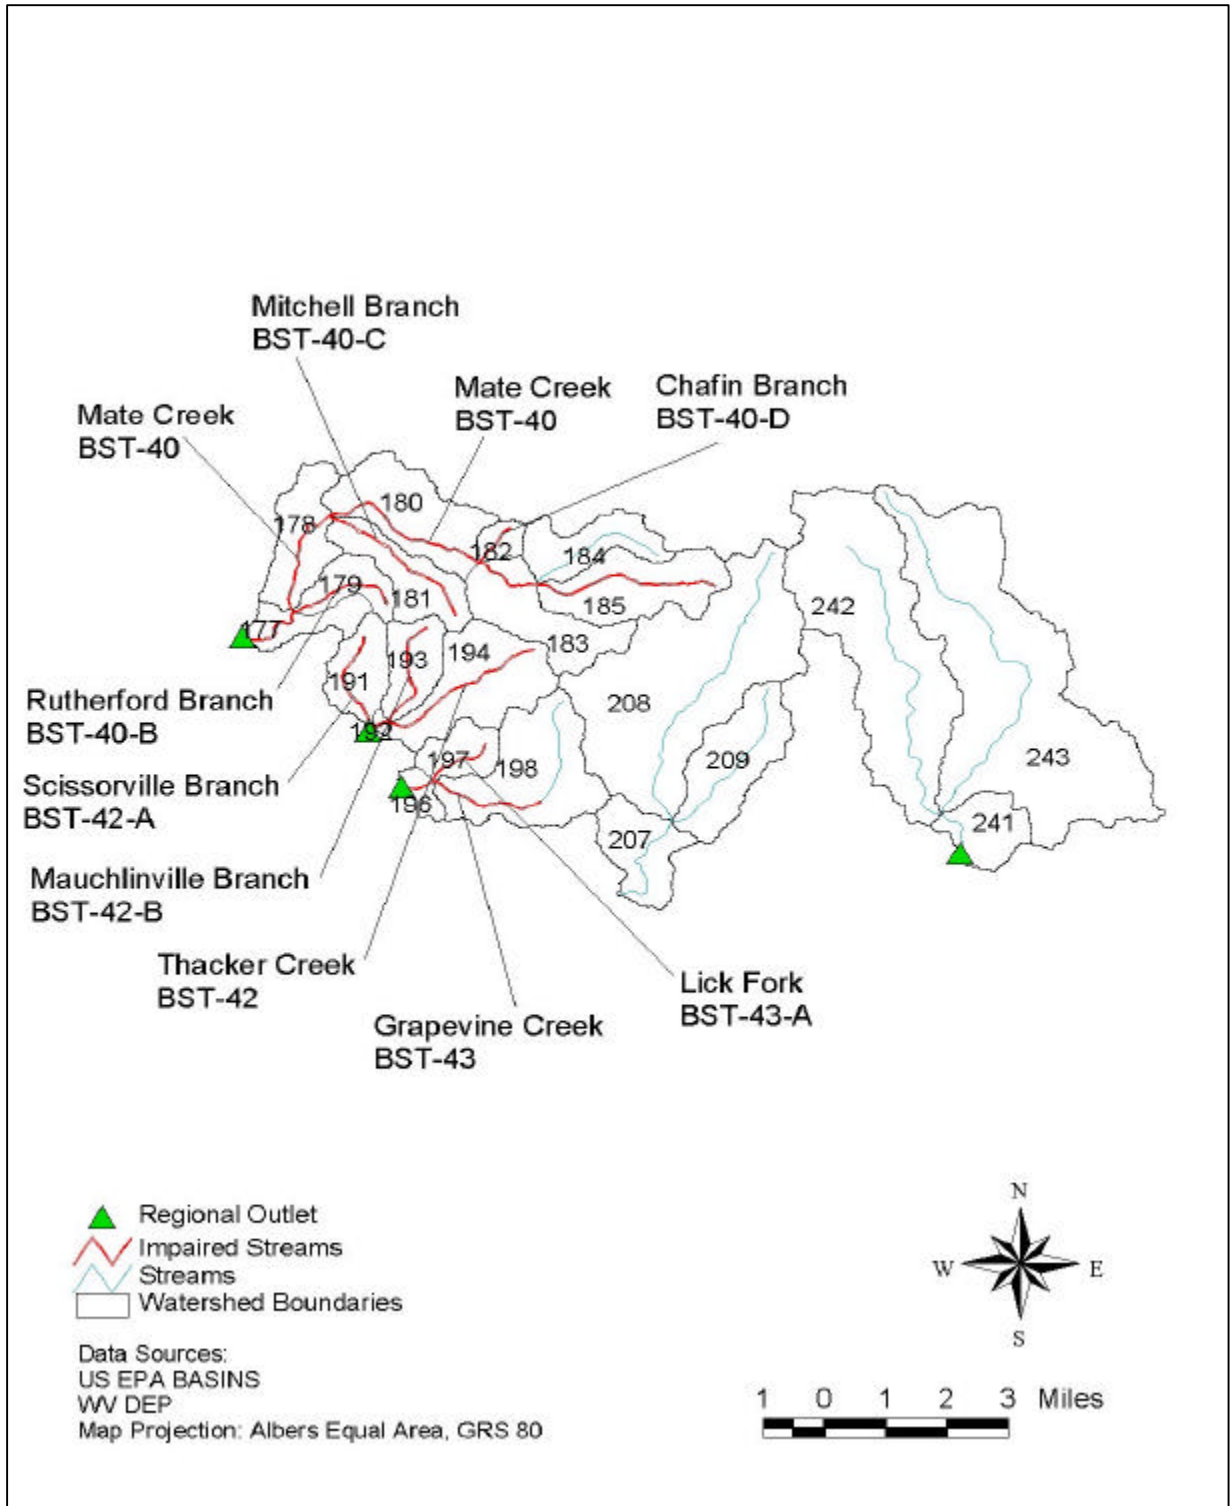 Mitchell Branch
BST-40-C
Mate Creek
BST-40
Chafin Branch
BST-40-D
Mate Creek
BST-40
180
178
182
184
179
181
185
242
177
183
193
194
191
208
192
197
198
209
243
196
207
241
Rutherford Branch
BST-40-B
Scissorville Branch
BST-42-A
Mauchlinville Branch
BST-42-B
Thacker Creek
BST-42
Lick Fork
BST-43-A
Grapevine Creek
BST-43
Regional Outlet
Impaired Streams
Streams
Watershed Boundaries
N
W E
S
Data Sources:
US EPA BASINS
WV DEP
Map Projection: Albers Equal Area, GRS 80
1 0 1 2 3 Miles